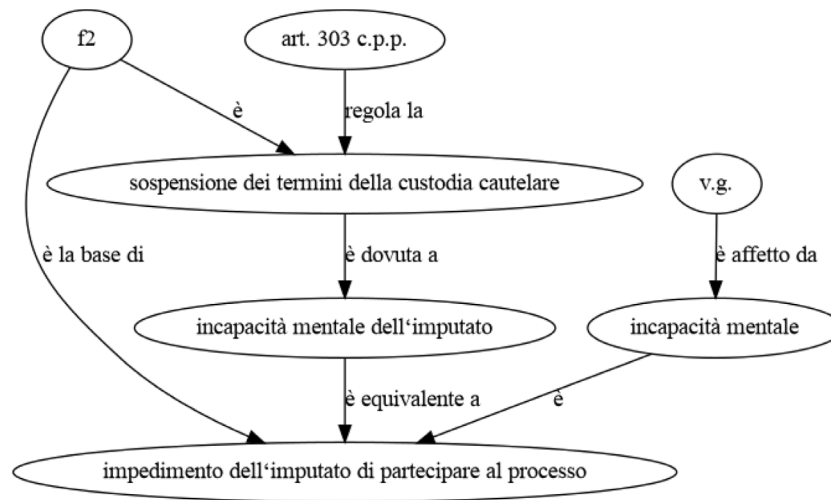 f2
art. 303 c.p.p.
è
regola la
sospensione dei termini della custodia cautelare
v.g.
è la base di
è dovuta a
è affetto da
incapacità mentale dell‘imputato
incapacità mentale
è equivalente a
è
impedimento dell‘imputato di partecipare al processo